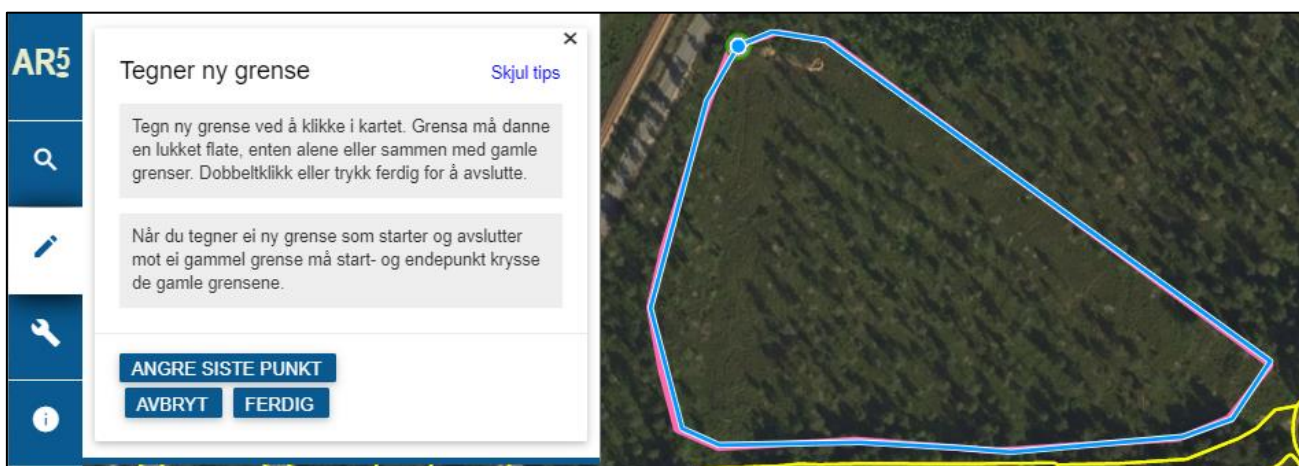 AR5
Tegner ny grense
Skjul tips
Tegn ny grense ved å klikke i kartet. Grensa må danne
en lukket flate, enten alene eller sammen med gamle
grenser. Dobbeltklikk eller trykk ferdig for å avslutte.
Når du tegner ei ny grense som starter og avslutter
mot ei gammel grense må start- og endepunkt krysse
de gamle grensene.
ANGRE SISTE PUNKT
AVBRYT
FERDIG